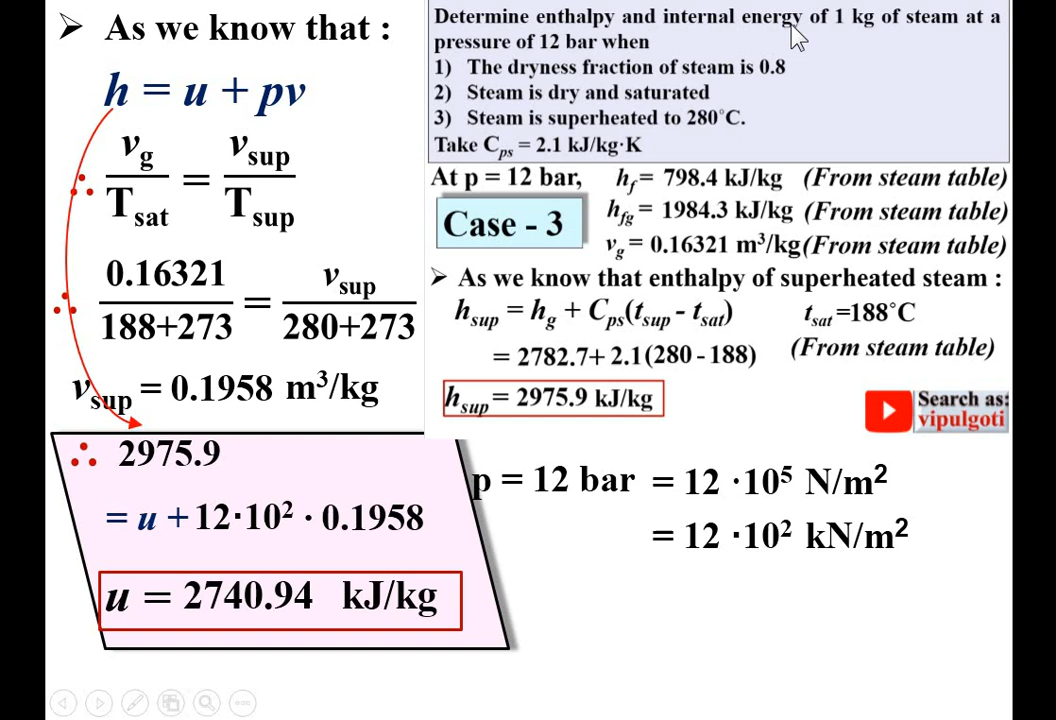 ➢ As we know that :
h = u + pv
∴ v_g / T_sat = v_sup / T_sup
∴ 0.16321 / 188+273 = v_sup / 280+273
v_sup = 0.1958 m³/kg
∴ 2975.9
= u + 12·10² · 0.1958
u = 2740.94 kJ/kg
Determine enthalpy and internal energy of 1 kg of steam at a
pressure of 12 bar when
1) The dryness fraction of steam is 0.8
2) Steam is dry and saturated
3) Steam is superheated to 280°C.
Take C_ps = 2.1 kJ/kg·K
At p = 12 bar, h_f = 798.4 kJ/kg (From steam table)
Case - 3
h_fg = 1984.3 kJ/kg (From steam table)
v_g = 0.16321 m³/kg (From steam table)
➢ As we know that enthalpy of superheated steam :
h_sup = h_g + C_ps(t_sup - t_sat)
t_sat =188°C
= 2782.7+ 2.1(280 - 188)
(From steam table)
h_sup = 2975.9 kJ/kg
Search as:
vipulgoti
p = 12 bar = 12 ·10⁵ N/m²
= 12 ·10² kN/m²